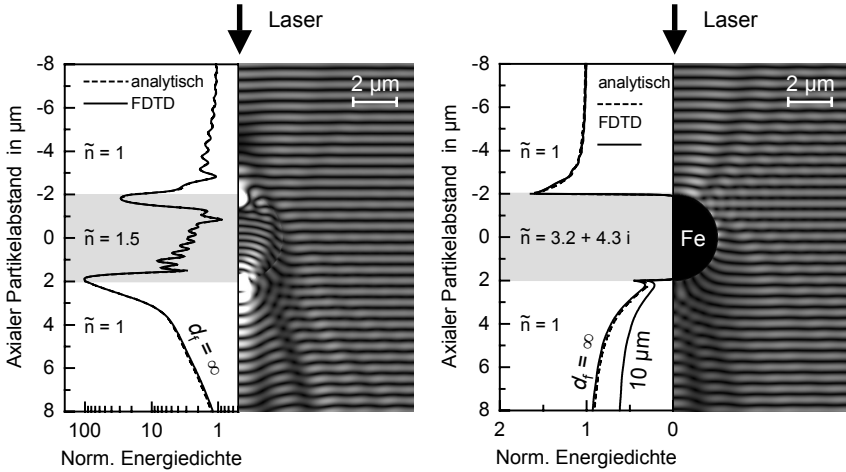 Laser
-8
-6
-4
-2
0
2
4
6
8
Axialer Partikelabstand in µm
analytisch
FDTD
ñ = 1
ñ = 1.5
ñ = 1
d_f = ∞
2 µm
100
10
1
Norm. Energiedichte
Laser
-8
-6
-4
-2
0
2
4
6
8
Axialer Partikelabstand in µm
analytisch
FDTD
ñ = 1
ñ = 3.2 + 4.3 i
ñ = 1
d_f = ∞
10 µm
2 µm
Fe
2
1
0
Norm. Energiedichte